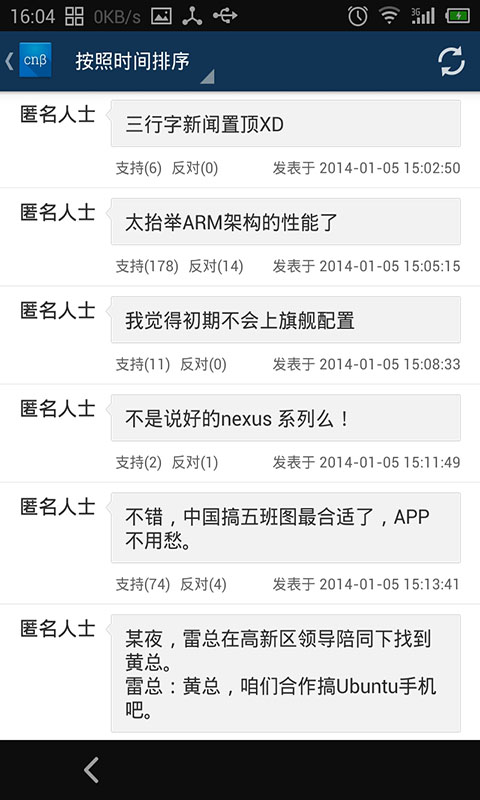 16:04 0KB/s 3G
cnβ 按照时间排序
匿名人士
三行字新闻置顶XD
支持(6) 反对(0) 发表于 2014-01-05 15:02:50
匿名人士
太抬举ARM架构的性能了
支持(178) 反对(14) 发表于 2014-01-05 15:05:15
匿名人士
我觉得初期不会上旗舰配置
支持(11) 反对(0) 发表于 2014-01-05 15:08:33
匿名人士
不是说好的nexus 系列么！
支持(2) 反对(1) 发表于 2014-01-05 15:11:49
匿名人士
不错，中国搞五班图最合适了，APP
不用愁。
支持(74) 反对(4) 发表于 2014-01-05 15:13:41
匿名人士
某夜，雷总在高新区领导陪同下找到
黄总。
雷总：黄总，咱们合作搞Ubuntu手机
吧。